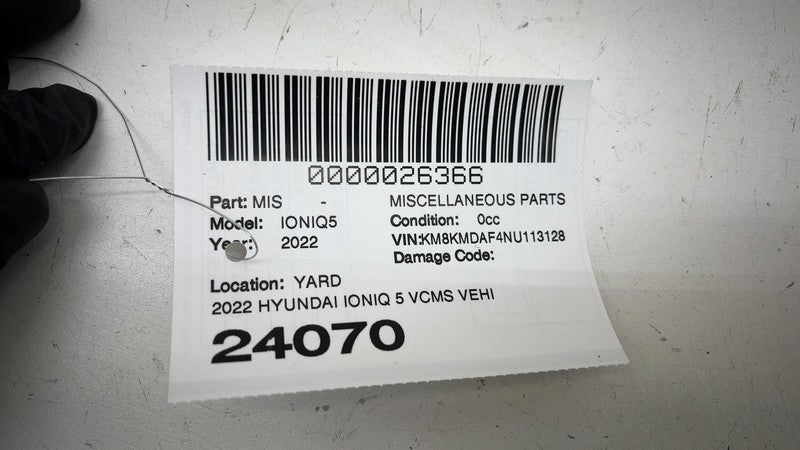 0000026366
Part: MIS - MISCELLANEOUS PARTS
Model: IONIQ5 Condition: 0cc
Year: 2022 VIN:KM8KMDAF4NU113128
Damage Code:
Location: YARD
2022 HYUNDAI IONIQ 5 VCMS VEHI
24070